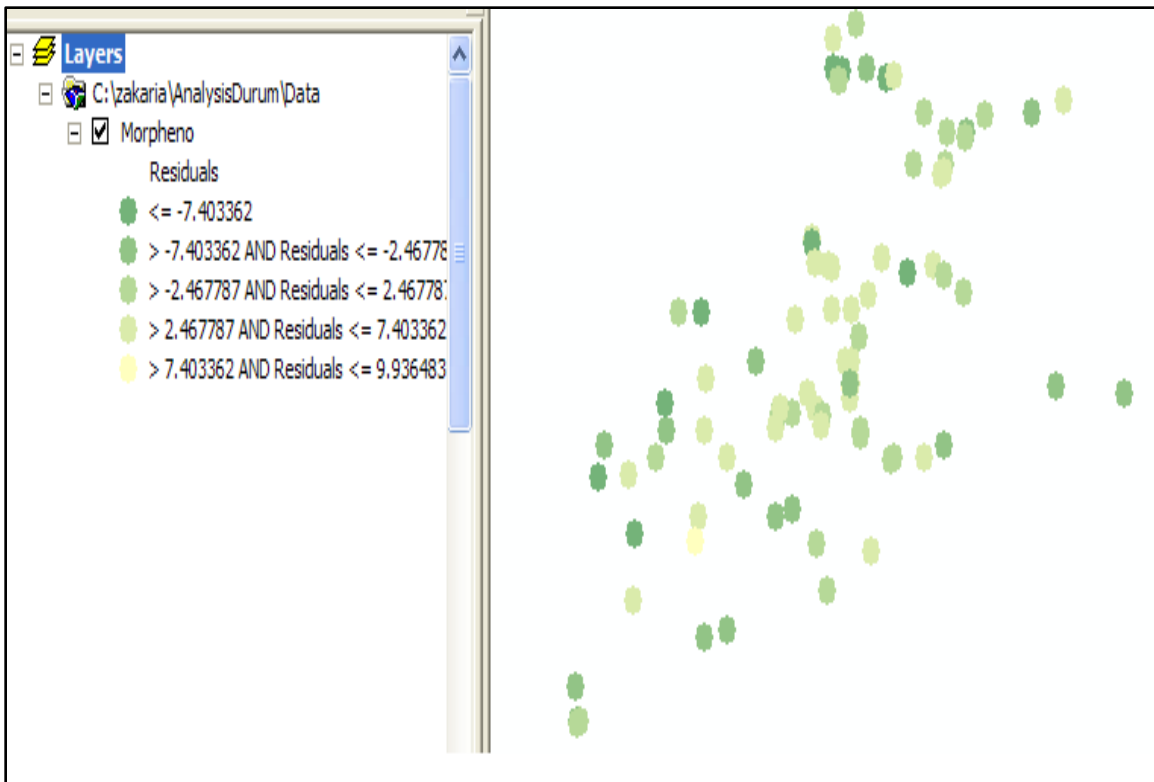 Layers
C:\zakaria\AnalysisDurum\Data
Morpheno
Residuals
<= -7.403362
> -7.403362 AND Residuals <= -2.46778
> -2.467787 AND Residuals <= 2.467787
> 2.467787 AND Residuals <= 7.403362
> 7.403362 AND Residuals <= 9.936483